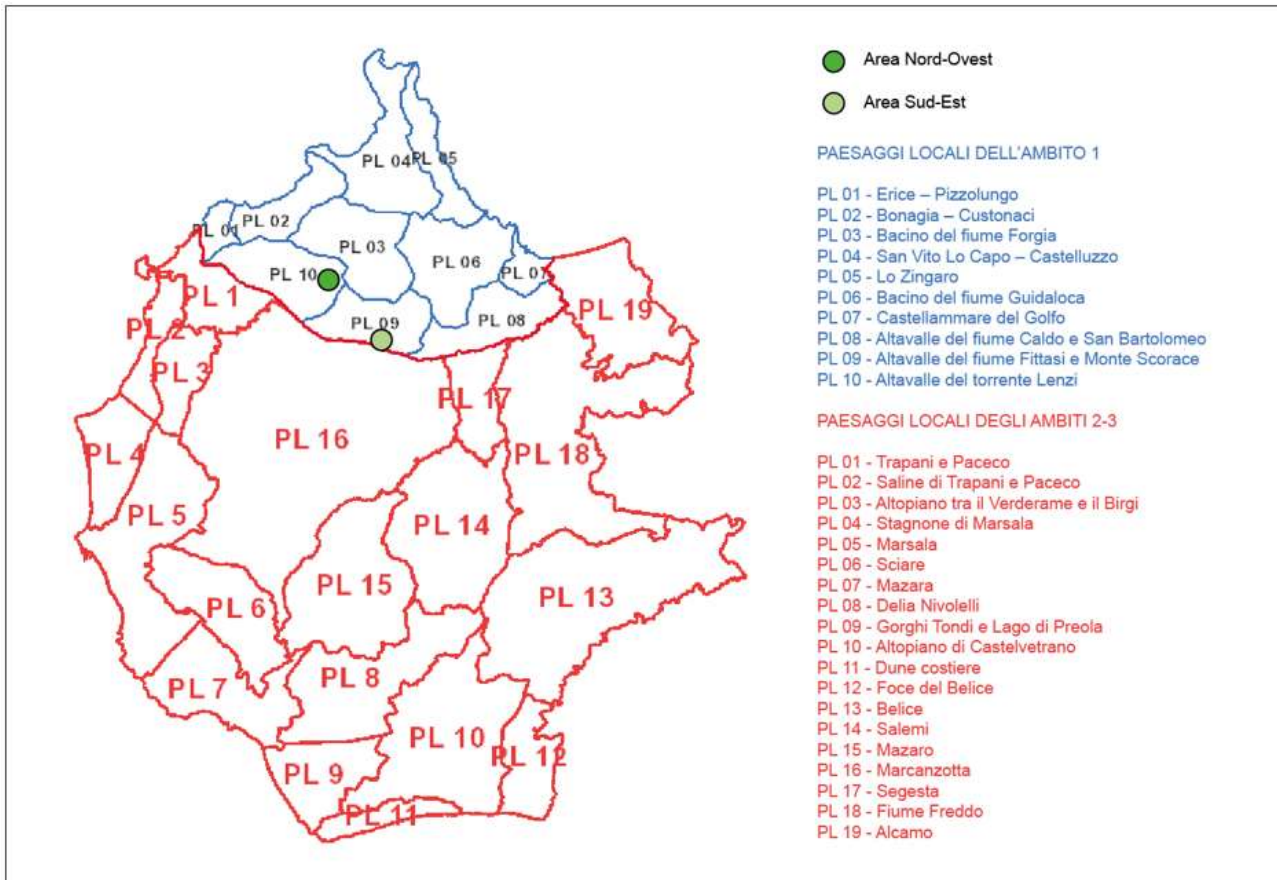 Area Nord-Ovest
Area Sud-Est
PAESAGGI LOCALI DELL'AMBITO 1
PL 01 - Erice – Pizzolungo
PL 02 - Bonagia – Custonaci
PL 03 - Bacino del fiume Forgia
PL 04 - San Vito Lo Capo – Castelluzzo
PL 05 - Lo Zingaro
PL 06 - Bacino del fiume Guidaloca
PL 07 - Castellammare del Golfo
PL 08 - Altavalle del fiume Caldo e San Bartolomeo
PL 09 - Altavalle del fiume Fittasi e Monte Scorace
PL 10 - Altavalle del torrente Lenzi
PAESAGGI LOCALI DEGLI AMBITI 2-3
PL 01 - Trapani e Paceco
PL 02 - Saline di Trapani e Paceco
PL 03 - Altopiano tra il Verderame e il Birgi
PL 04 - Stagnone di Marsala
PL 05 - Marsala
PL 06 - Sciare
PL 07 - Mazara
PL 08 - Delia Nivolelli
PL 09 - Gorghi Tondi e Lago di Preola
PL 10 - Altopiano di Castelvetrano
PL 11 - Dune costiere
PL 12 - Foce del Belice
PL 13 - Belice
PL 14 - Salemi
PL 15 - Mazaro
PL 16 - Marcanzotta
PL 17 - Segesta
PL 18 - Fiume Freddo
PL 19 - Alcamo
PL 04
PL 05
PL 02
PL 01
PL 03
PL 06
PL 10
PL 07
PL 09
PL 08
PL 1
PL 19
PL 2
PL 3
PL 17
PL 16
PL 4
PL 18
PL 5
PL 14
PL 15
PL 13
PL 6
PL 8
PL 7
PL 10
PL 12
PL 9
PL 11